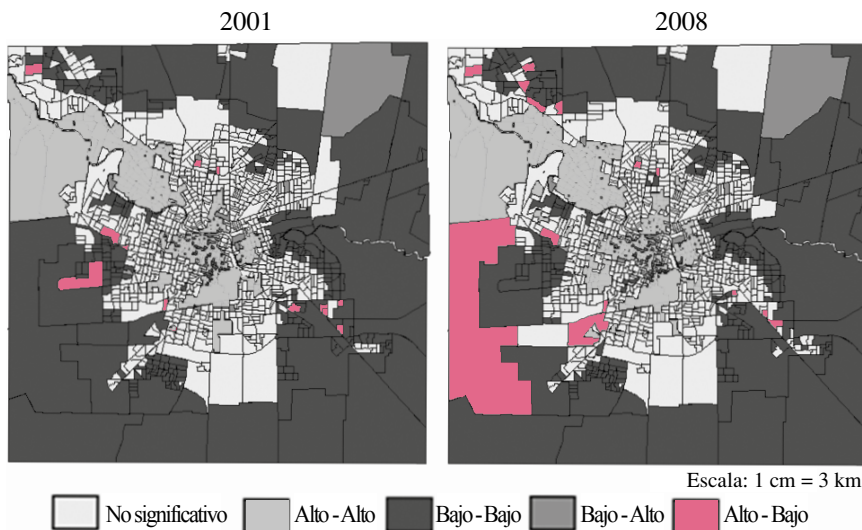 2001
2008
Escala: 1 cm = 3 km
No significativo
Alto - Alto
Bajo - Bajo
Bajo - Alto
Alto - Bajo